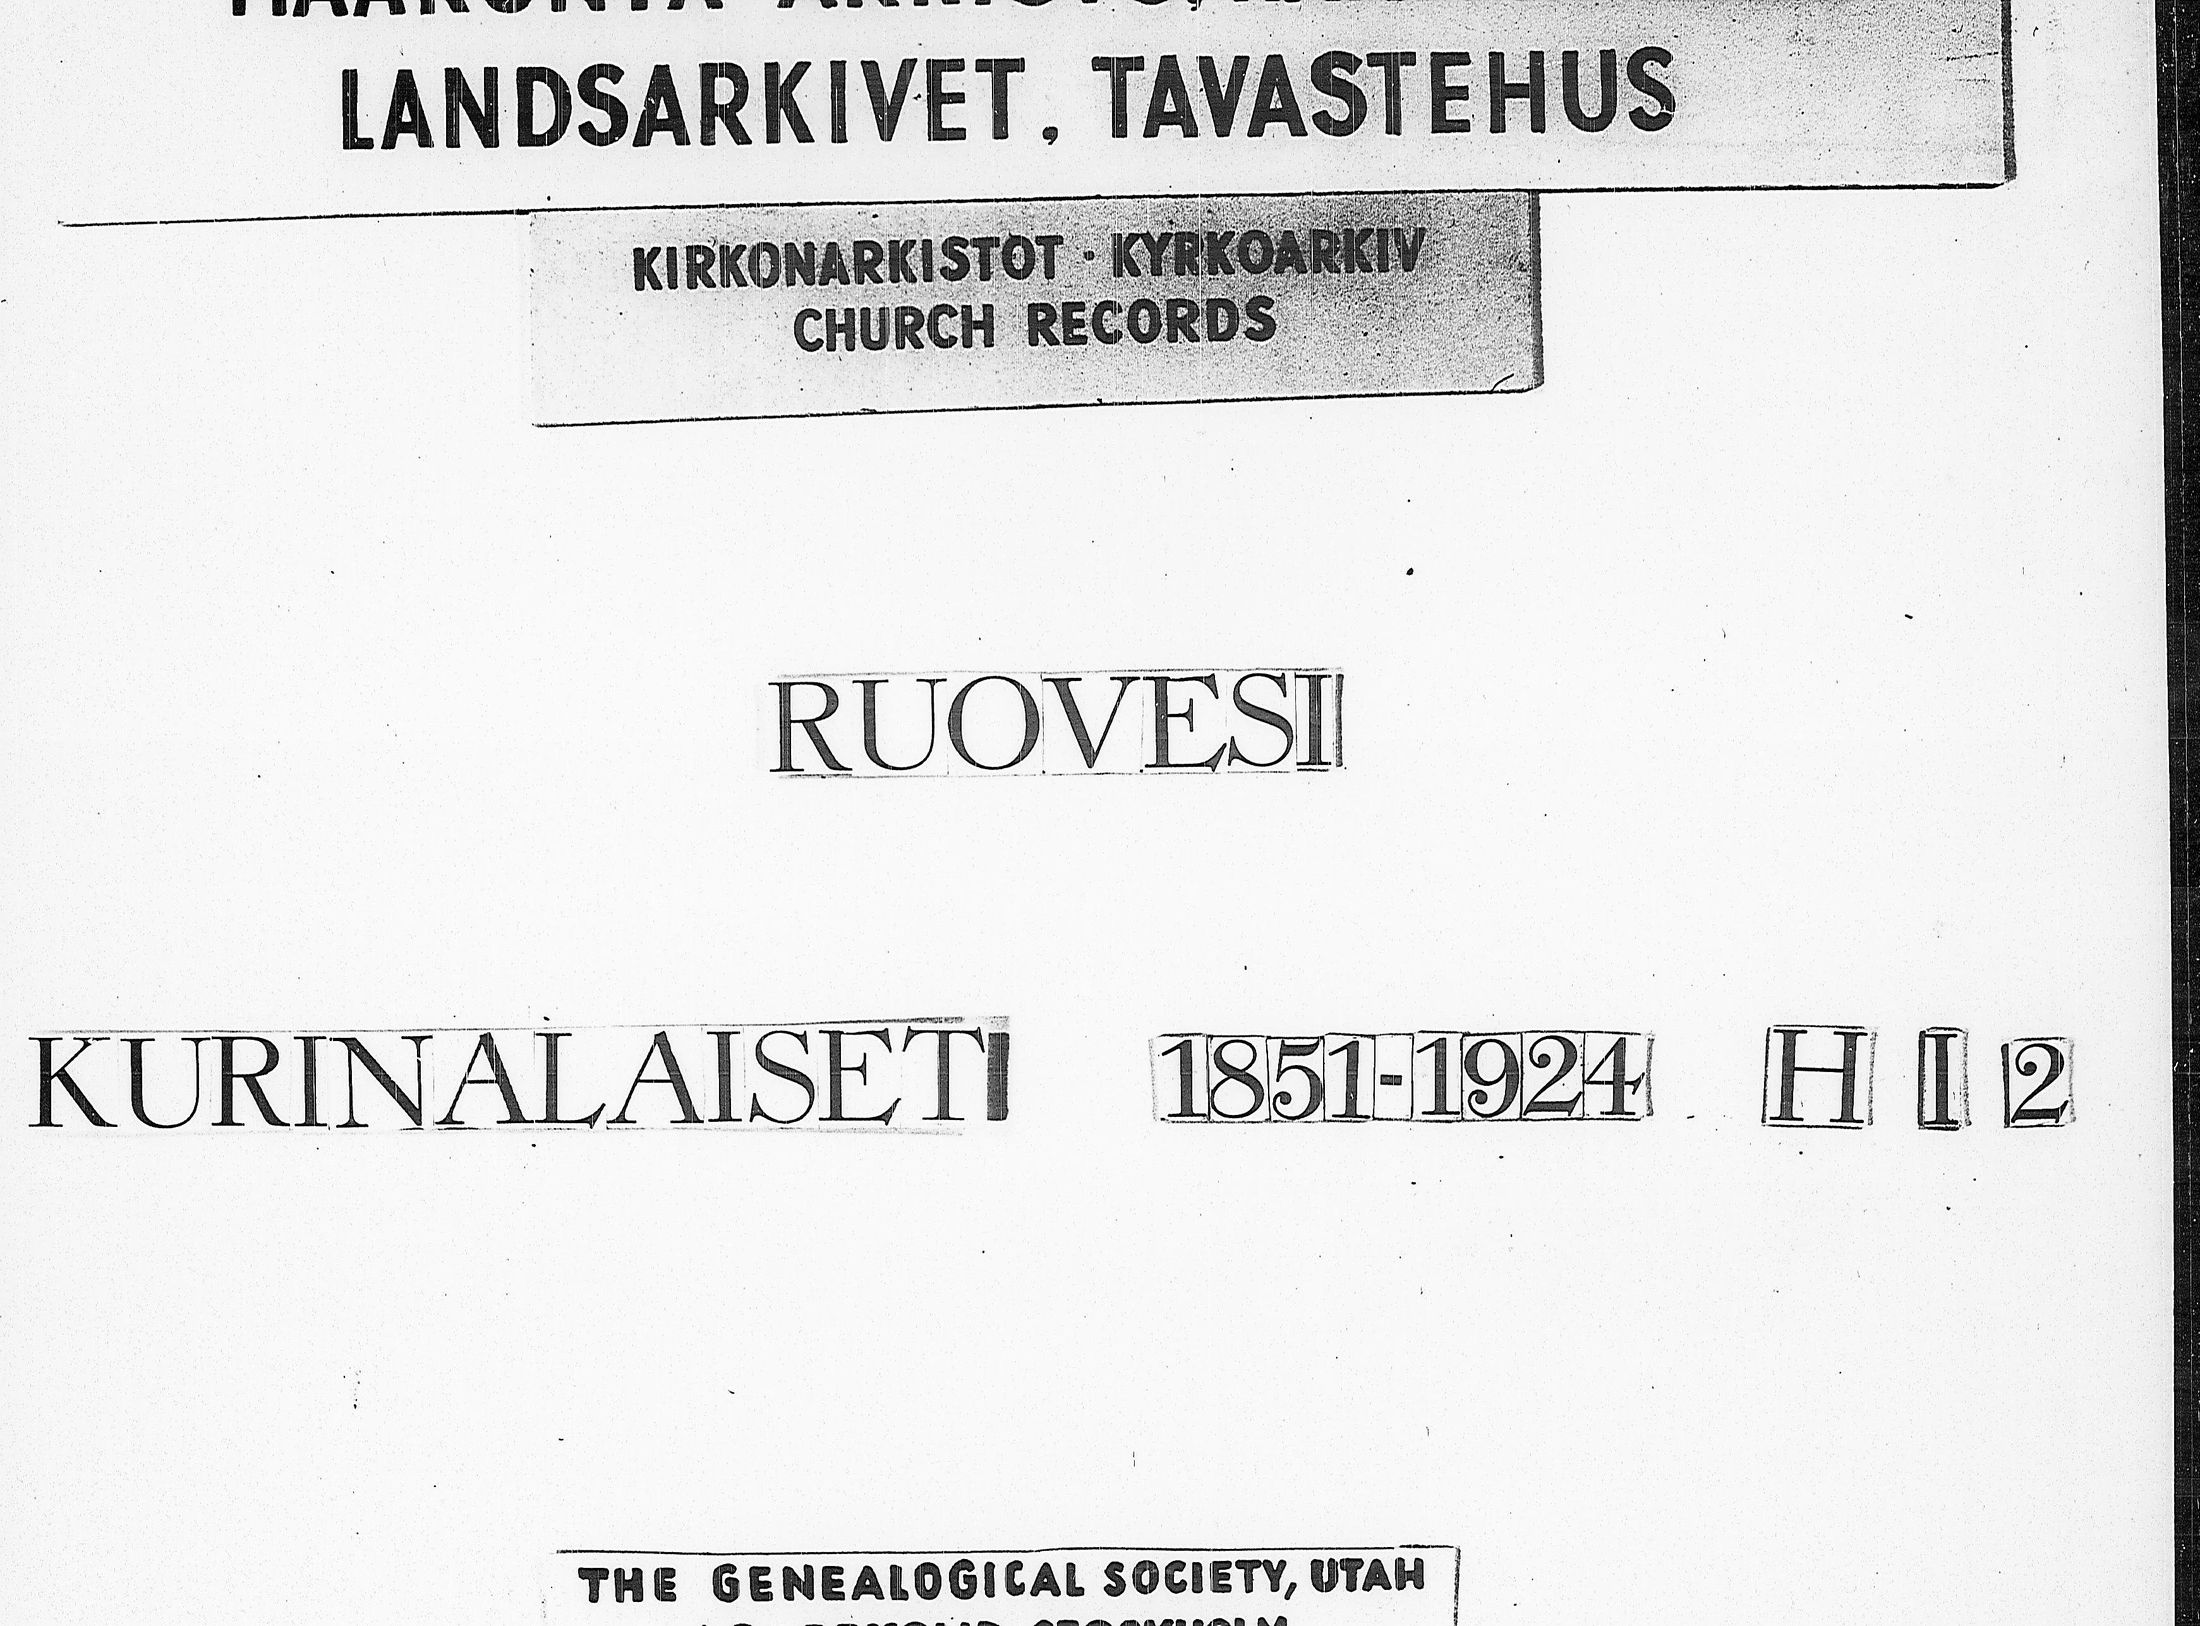 LANDSARKIVET, TAVASTEHUS
KIRKONARKISTOT · KYRKOARKIV
CHURCH RECORDS
RUOVESI
KURINALAISET 1851-1924 H I 2
THE GENEALOGICAL SOCIETY, UTAH